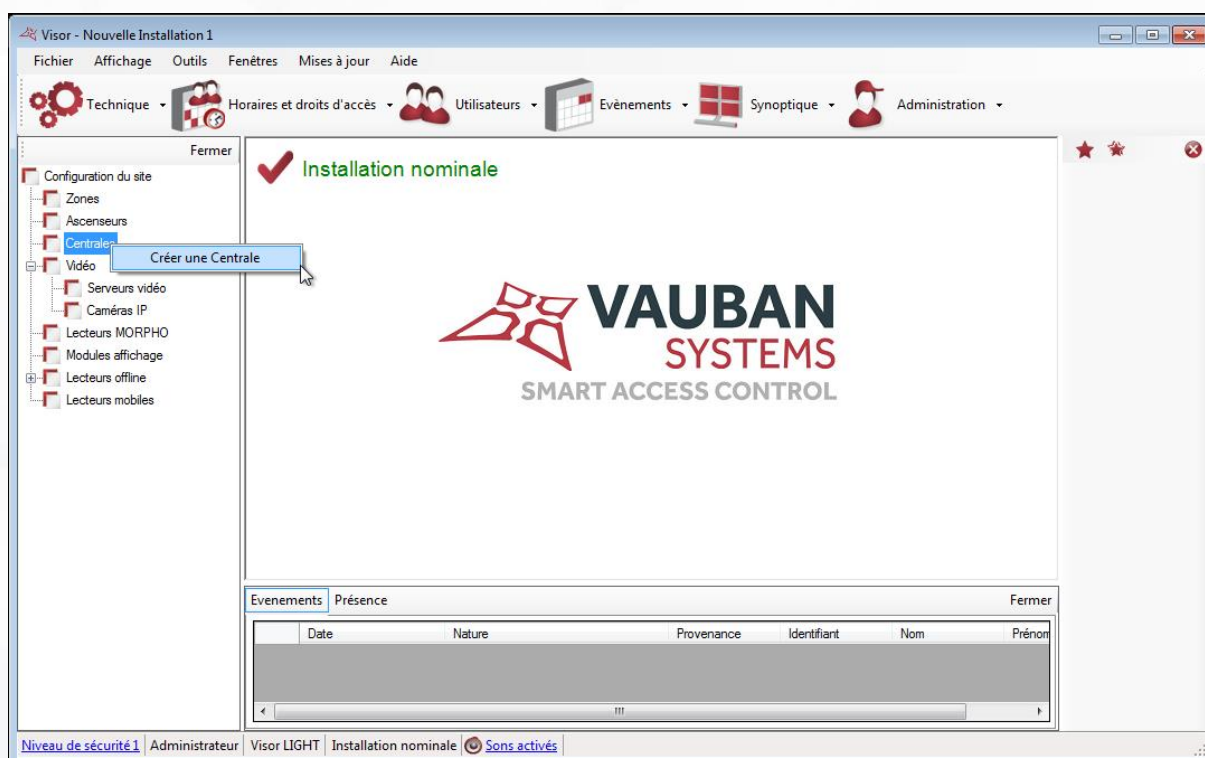 Visor - Nouvelle Installation 1
Fichier Affichage Outils Fenêtres Mises à jour Aide
Technique Horaires et droits d'accès Utilisateurs Evènements Synoptique Administration
Fermer
Configuration du site
Zones
Ascenseurs
Centrales
Créer une Centrale
Vidéo
Serveurs vidéo
Caméras IP
Lecteurs MORPHO
Modules affichage
Lecteurs offline
Lecteurs mobiles
Installation nominale
VAUBAN
SYSTEMS
SMART ACCESS CONTROL
Evenements Présence Fermer
Date Nature Provenance Identifiant Nom Prénom
Niveau de sécurité 1 Administrateur Visor LIGHT Installation nominale Sons activés